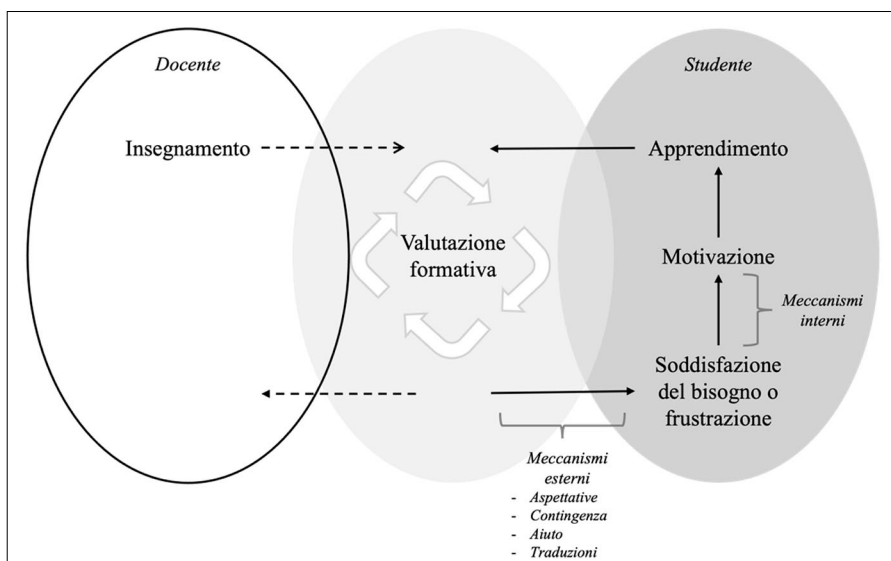 Docente
Studente
Insegnamento
Apprendimento
Valutazione
formativa
Motivazione
Meccanismi
interni
Soddisfazione
del bisogno o
frustrazione
Meccanismi
esterni
- Aspettative
- Contingenza
- Aiuto
- Traduzioni